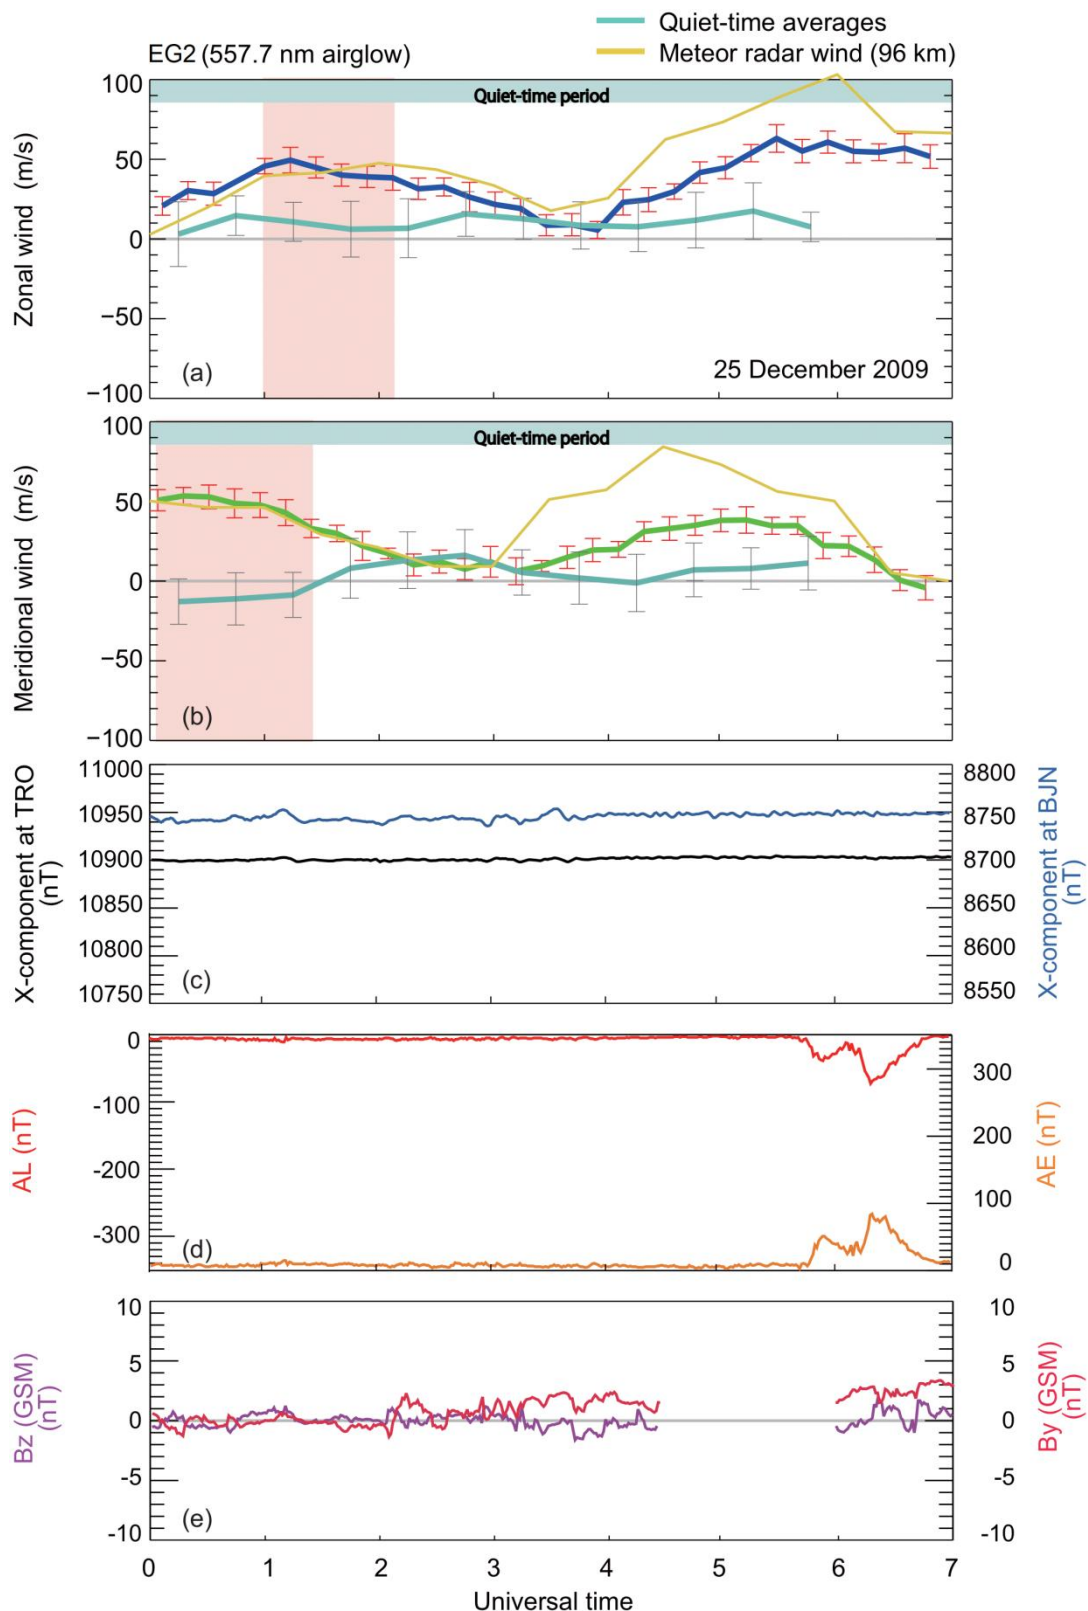 Quiet-time averages
EG2 (557.7 nm airglow)
Meteor radar wind (96 km)
100
Quiet-time period
50
0
−50
−100
Zonal wind (m/s)
(a)
25 December 2009
100
Quiet-time period
50
0
−50
−100
Meridional wind (m/s)
(b)
11000
10950
10900
10850
10800
10750
X-component at TRO
(nT)
(c)
8800
8750
8700
8650
8600
8550
X-component at BJN
(nT)
0
-100
-200
-300
AL (nT)
(d)
300
200
100
0
AE (nT)
10
5
0
-5
-10
Bz (GSM)
(nT)
(e)
10
5
0
-5
-10
By (GSM)
(nT)
0 1 2 3 4 5 6 7
Universal time